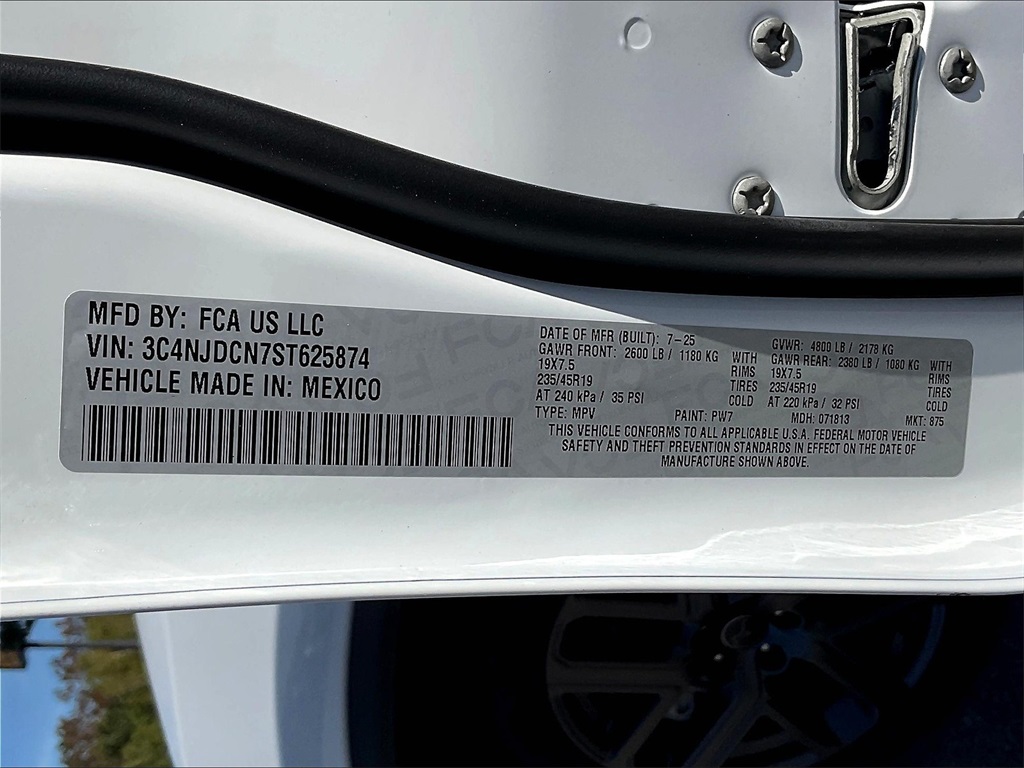 MFD BY: FCA US LLC
VIN: 3C4NJDCN7ST625874
VEHICLE MADE IN: MEXICO
DATE OF MFR (BUILT): 7-25 GVWR: 4800 LB / 2178 KG
GAWR FRONT: 2600 LB / 1180 KG WITH GAWR REAR: 2380 LB / 1080 KG WITH
19X7.5 RIMS 19X7.5 RIMS
235/45R19 TIRES 235/45R19 TIRES
AT 240 kPa / 35 PSI COLD AT 220 kPa / 32 PSI COLD
TYPE: MPV PAINT: PW7 MDH: 071813 MKT: 875
THIS VEHICLE CONFORMS TO ALL APPLICABLE U.S.A. FEDERAL MOTOR VEHICLE
SAFETY AND THEFT PREVENTION STANDARDS IN EFFECT ON THE DATE OF
MANUFACTURE SHOWN ABOVE.